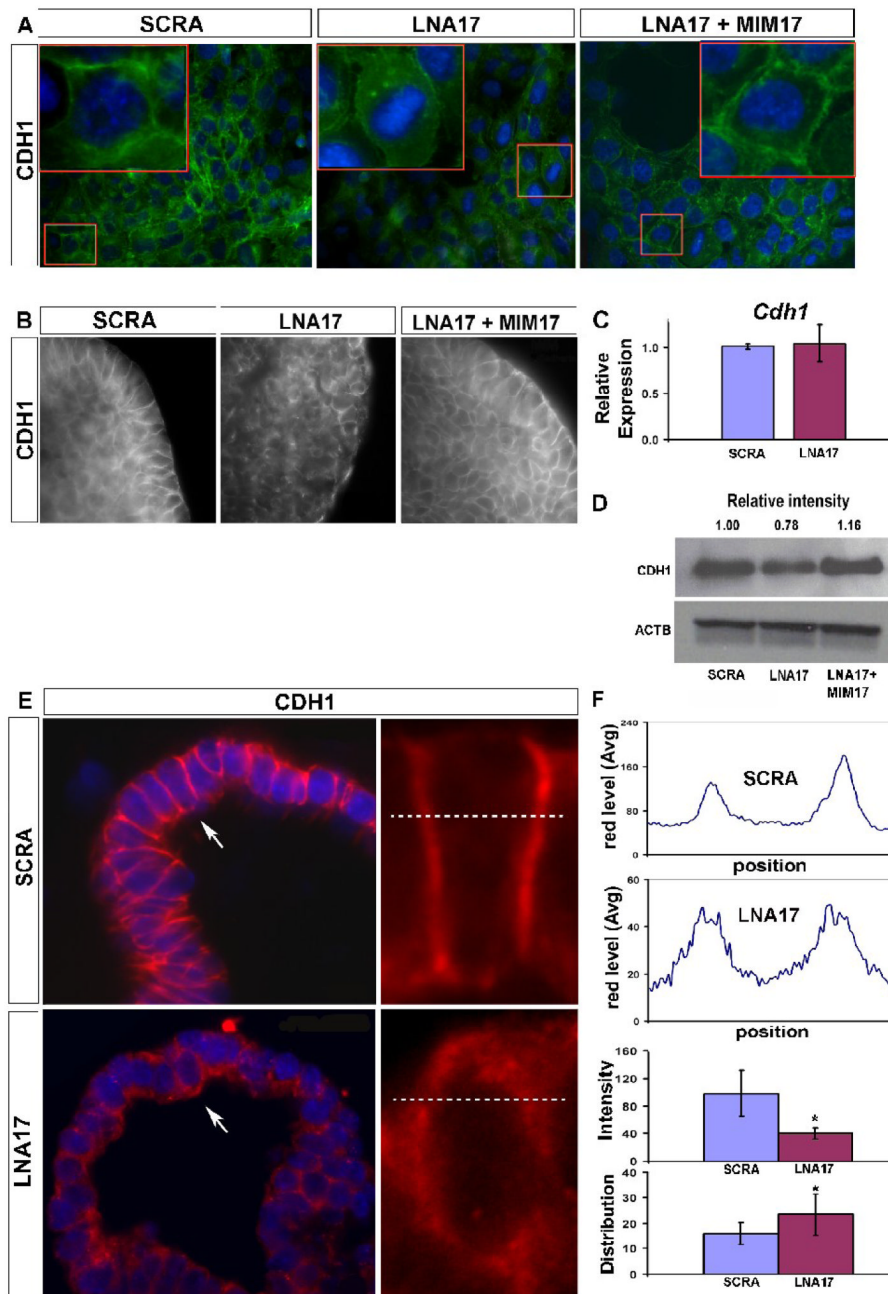 A
SCRA
LNA17
LNA17 + MIM17
CDH1
B
SCRA
LNA17
LNA17 + MIM17
CDH1
C
Cdh1
Relative
Expression
1.0
0.5
0.0
SCRA
LNA17
D
Relative intensity
1.00
0.78
1.16
CDH1
ACTB
SCRA
LNA17
LNA17+
MIM17
E
CDH1
SCRA
LNA17
F
red level (Avg)
240
160
80
0
SCRA
position
red level (Avg)
60
40
20
0
LNA17
position
Intensity
160
120
80
40
0
*
SCRA
LNA17
Distribution
40
30
20
10
0
*
SCRA
LNA17